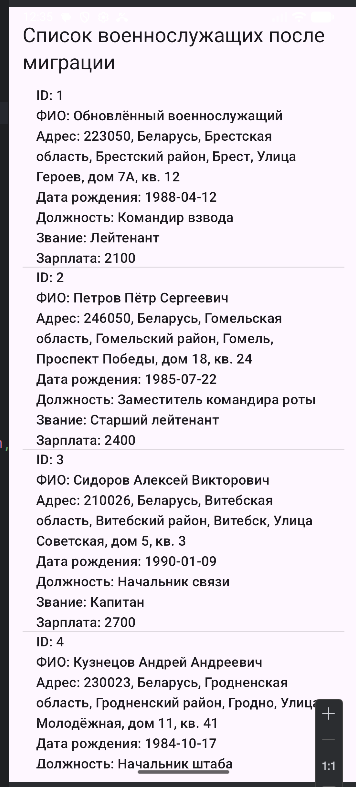 Список военнослужащих после
миграции
ID: 1
ФИО: Обновлённый военнослужащий
Адрес: 223050, Беларусь, Брестская
область, Брестский район, Брест, Улица
Героев, дом 7А, кв. 12
Дата рождения: 1988-04-12
Должность: Командир взвода
Звание: Лейтенант
Зарплата: 2100
ID: 2
ФИО: Петров Пётр Сергеевич
Адрес: 246050, Беларусь, Гомельская
область, Гомельский район, Гомель,
Проспект Победы, дом 18, кв. 24
Дата рождения: 1985-07-22
Должность: Заместитель командира роты
Звание: Старший лейтенант
Зарплата: 2400
ID: 3
ФИО: Сидоров Алексей Викторович
Адрес: 210026, Беларусь, Витебская
область, Витебский район, Витебск, Улица
Советская, дом 5, кв. 3
Дата рождения: 1990-01-09
Должность: Начальник связи
Звание: Капитан
Зарплата: 2700
ID: 4
ФИО: Кузнецов Андрей Андреевич
Адрес: 230023, Беларусь, Гродненская
область, Гродненский район, Гродно, Улица
Молодёжная, дом 11, кв. 41
Дата рождения: 1984-10-17
Должность: Начальник штаба
1:1